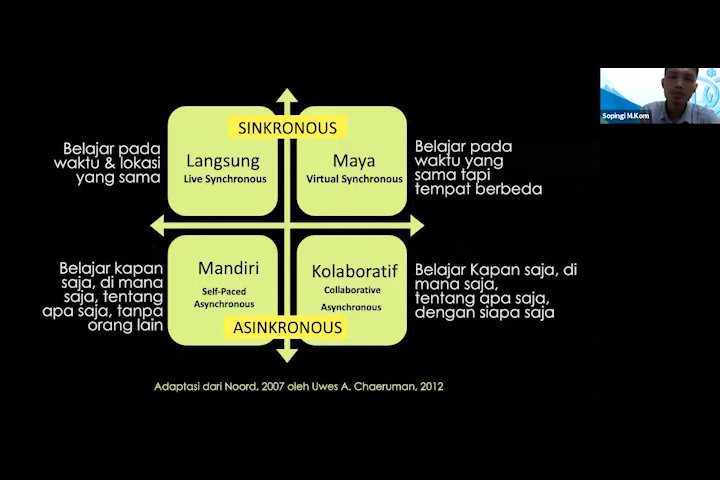 SINKRONOUS
Belajar pada
waktu & lokasi
yang sama
Langsung
Live Synchronous
Maya
Virtual Synchronous
Belajar pada
waktu yang
sama tapi
tempat berbeda
Belajar kapan
saja, di mana
saja, tentang
apa saja, tanpa
orang lain
Mandiri
Self-Paced
Asynchronous
Kolaboratif
Collaborative
Asynchronous
Belajar Kapan saja, di
mana saja,
tentang apa saja,
dengan siapa saja
ASINKRONOUS
Adaptasi dari Noord, 2007 oleh Uwes A. Chaeruman, 2012
Sopingi M.Kom